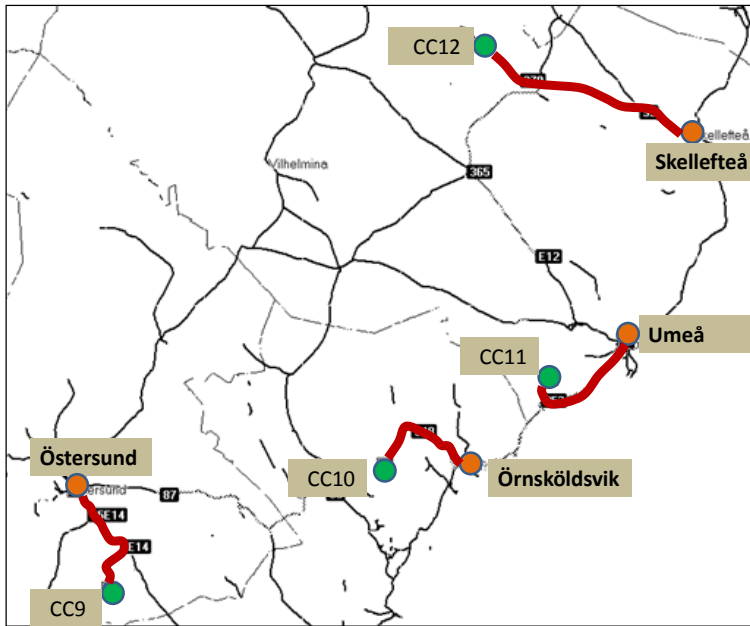 CC12
Skellefteå
Vilhelmina
365
E12
Umeå
CC11
Östersund
87
CC10
Örnsköldsvik
E14
E14
CC9